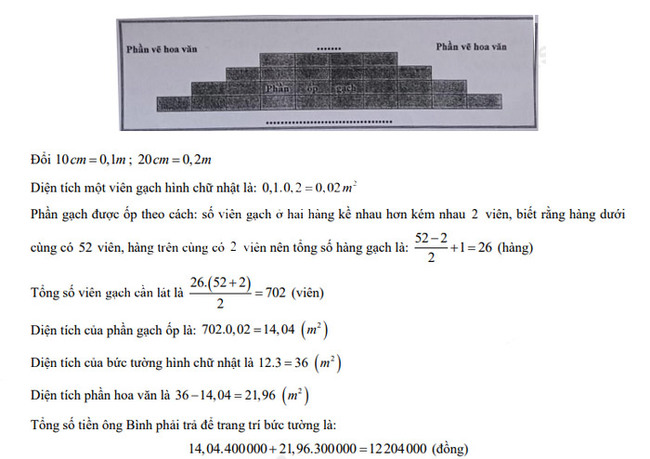 Phần vẽ hoa văn
.......
Phần vẽ hoa văn
Phần ốp gạch
Đổi 10cm = 0,1m ; 20cm = 0,2m
Diện tích một viên gạch hình chữ nhật là: 0,1.0,2 = 0,02 m²
Phần gạch được ốp theo cách: số viên gạch ở hai hàng kề nhau hơn kém nhau 2 viên, biết rằng hàng dưới
cùng có 52 viên, hàng trên cùng có 2 viên nên tổng số hàng gạch là: \frac{52-2}{2}+1 = 26 (hàng)
Tổng số viên gạch cần lát là \frac{26.(52+2)}{2} = 702 (viên)
Diện tích của phần gạch ốp là: 702.0,02 = 14,04 (m²)
Diện tích của bức tường hình chữ nhật là 12.3 = 36 (m²)
Diện tích phần hoa văn là 36−14,04 = 21,96 (m²)
Tổng số tiền ông Bình phải trả để trang trí bức tường là:
14,04.400000 + 21,96.300000 = 12204000 (đồng)